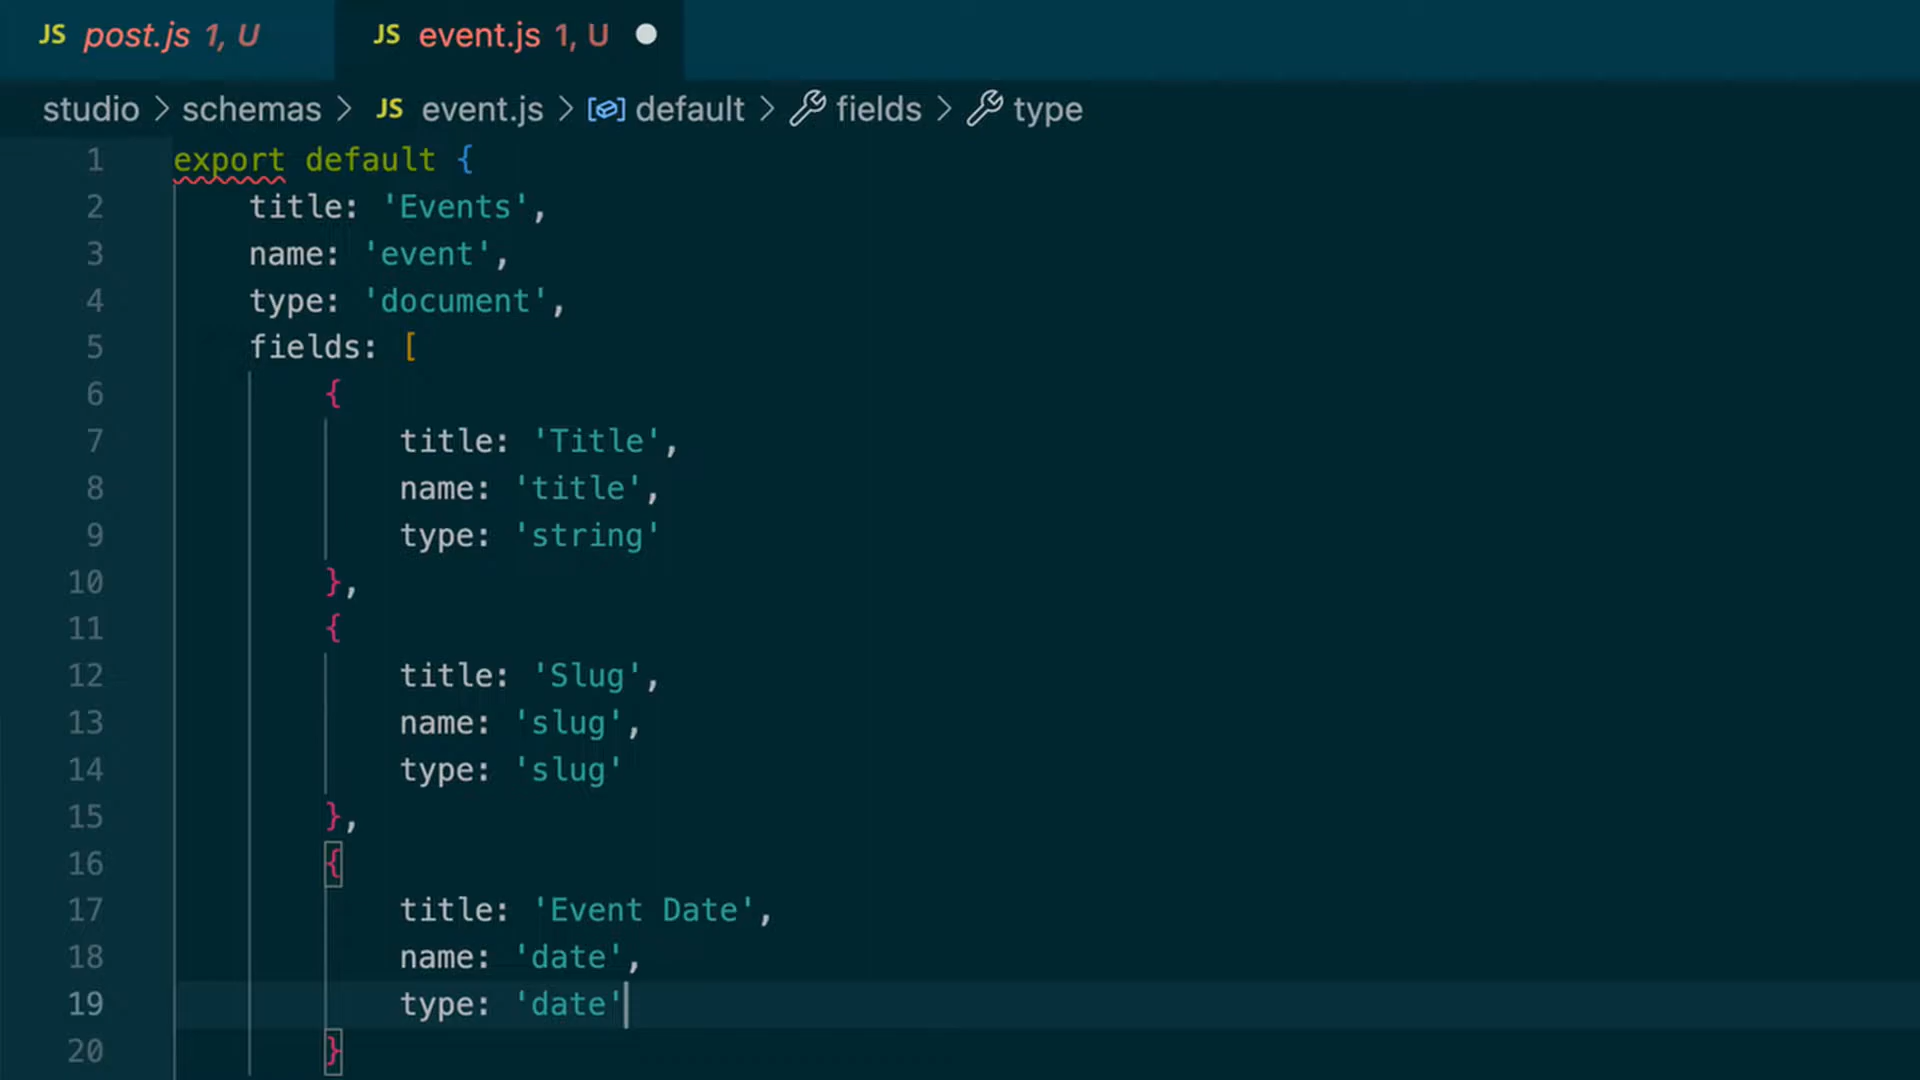 JS post.js 1, U JS event.js 1, U
studio > schemas > JS event.js > default > fields > type
1 export default {
2 title: 'Events',
3 name: 'event',
4 type: 'document',
5 fields: [
6 {
7 title: 'Title',
8 name: 'title',
9 type: 'string'
10 },
11 {
12 title: 'Slug',
13 name: 'slug',
14 type: 'slug'
15 },
16 {
17 title: 'Event Date',
18 name: 'date',
19 type: 'date'
20 }